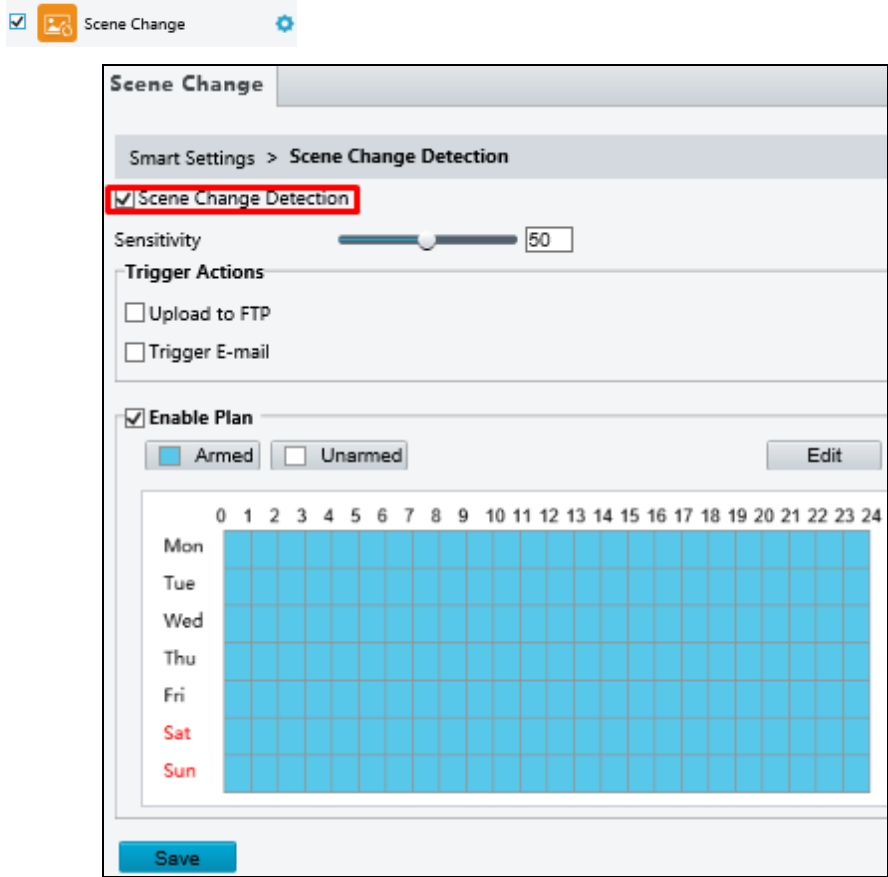 Scene Change
Scene Change
Smart Settings > Scene Change Detection
Scene Change Detection
Sensitivity 50
Trigger Actions
Upload to FTP
Trigger E-mail
Enable Plan
Armed Unarmed Edit
0 1 2 3 4 5 6 7 8 9 10 11 12 13 14 15 16 17 18 19 20 21 22 23 24
Mon
Tue
Wed
Thu
Fri
Sat
Sun
Save